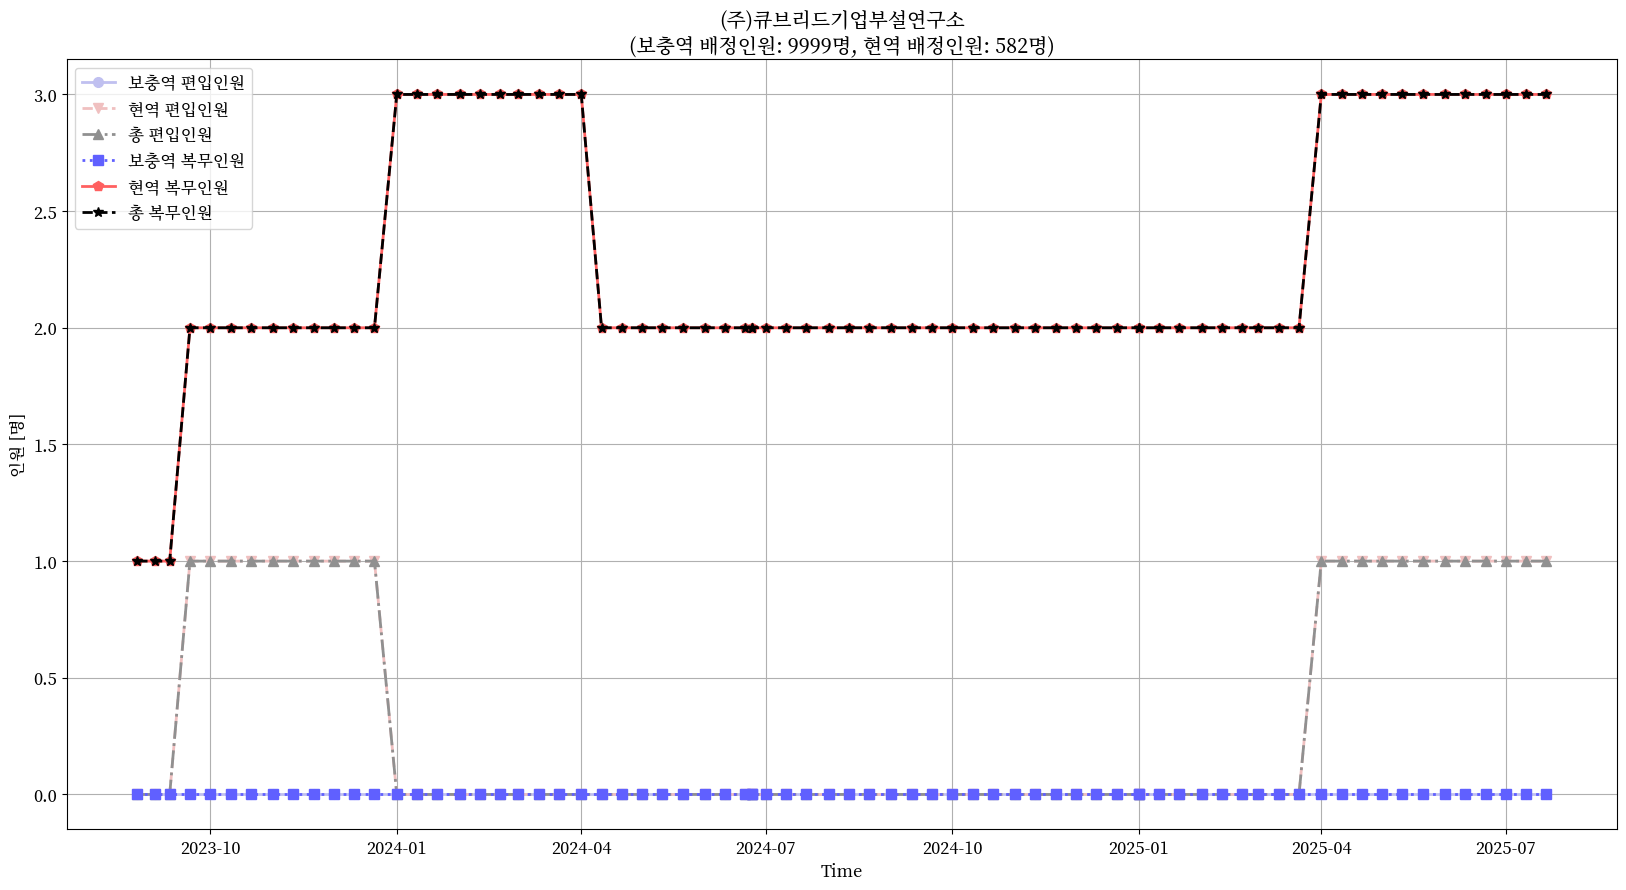 (주)큐브리드기업부설연구소
(보충역 배정인원: 9999명, 현역 배정인원: 582명)
보충역 편입인원
현역 편입인원
총 편입인원
보충역 복무인원
현역 복무인원
총 복무인원
인원 [명]
3.0
2.5
2.0
1.5
1.0
0.5
0.0
2023-10 2024-01 2024-04 2024-07 2024-10 2025-01 2025-04 2025-07
Time